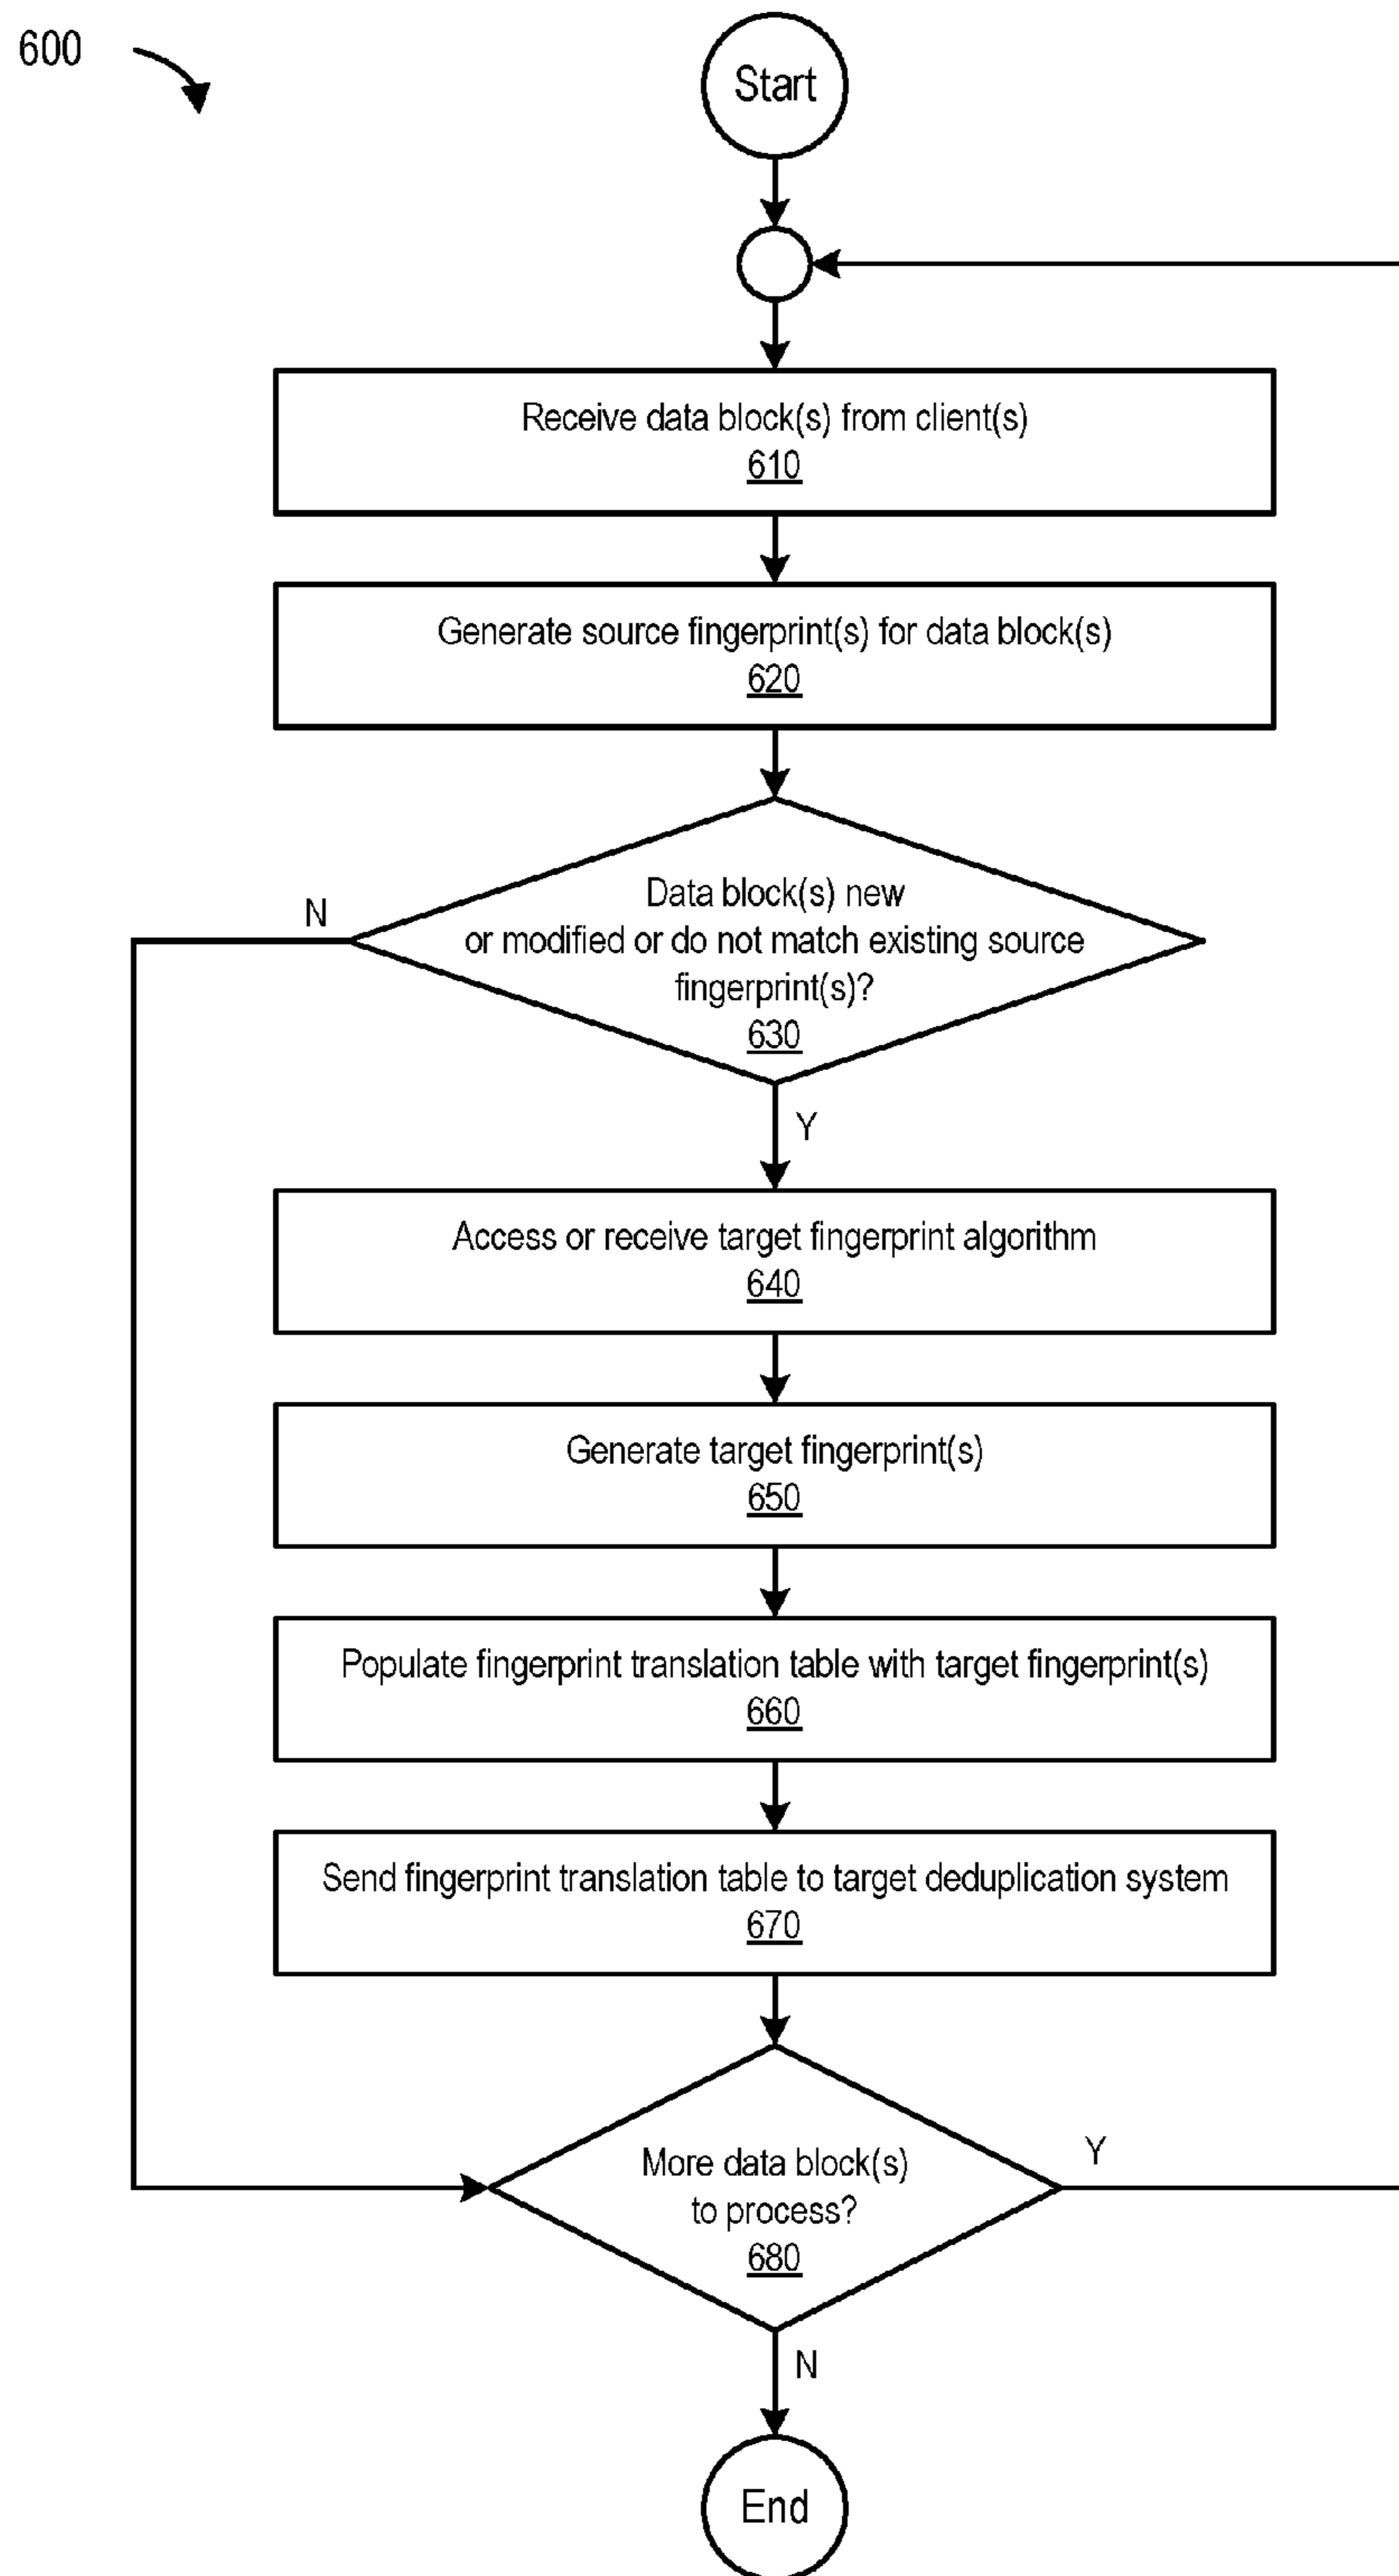 600
Start
Receive data block(s) from client(s)
610
Generate source fingerprint(s) for data block(s)
620
Data block(s) new
or modified or do not match existing source
fingerprint(s)?
630
N
Y
Access or receive target fingerprint algorithm
640
Generate target fingerprint(s)
650
Populate fingerprint translation table with target fingerprint(s)
660
Send fingerprint translation table to target deduplication system
670
More data block(s)
to process?
680
Y
N
End